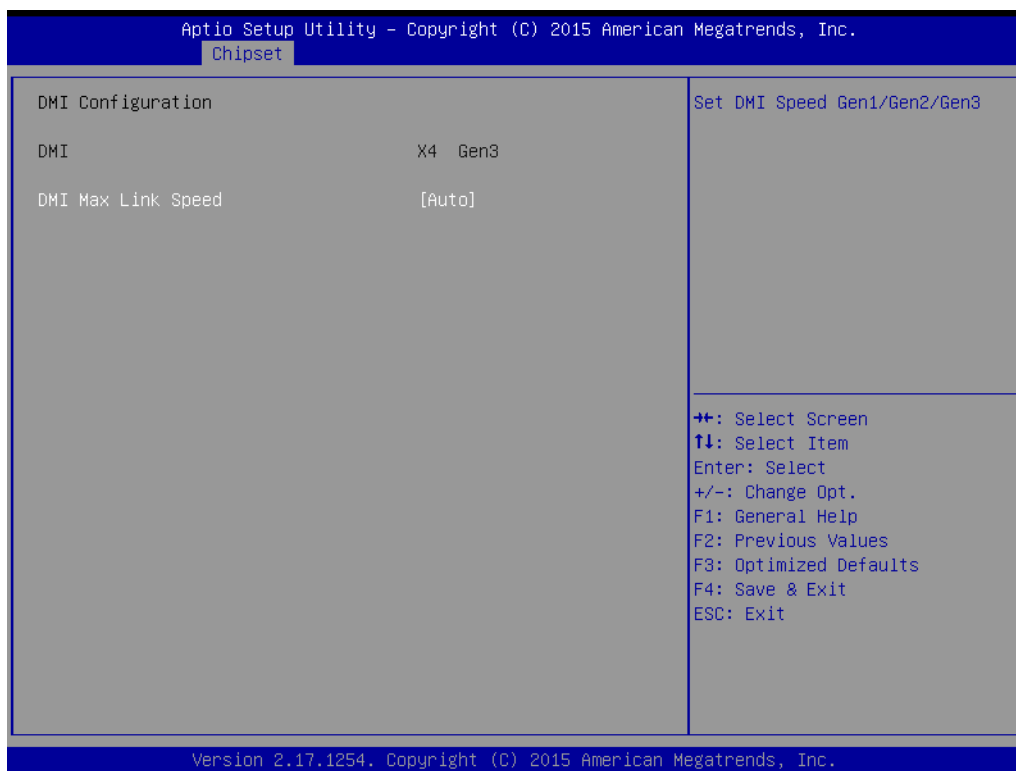 Aptio Setup Utility – Copyright (C) 2015 American Megatrends, Inc.
Chipset
DMI Configuration
DMI X4 Gen3
DMI Max Link Speed [Auto]
Set DMI Speed Gen1/Gen2/Gen3
→←: Select Screen
↑↓: Select Item
Enter: Select
+/-: Change Opt.
F1: General Help
F2: Previous Values
F3: Optimized Defaults
F4: Save & Exit
ESC: Exit
Version 2.17.1254. Copyright (C) 2015 American Megatrends, Inc.